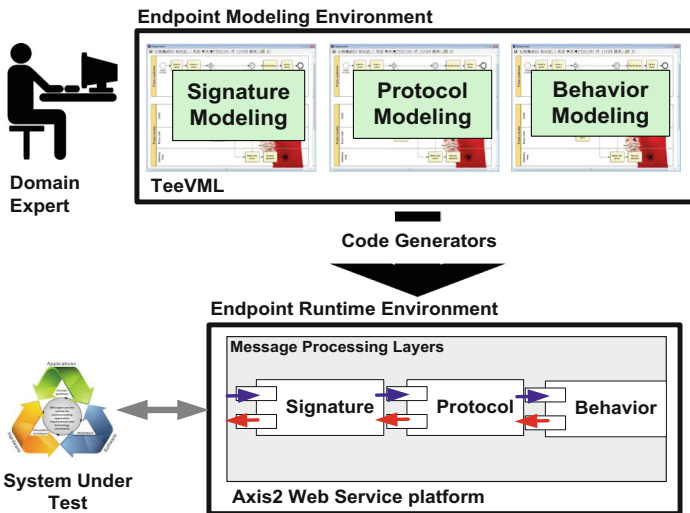 Endpoint Modeling Environment
Signature
Modeling
Protocol
Modeling
Behavior
Modeling
TeeVML
Domain
Expert
Code Generators
Endpoint Runtime Environment
Message Processing Layers
Signature
Protocol
Behavior
Axis2 Web Service platform
Applications
Hardware
System Under
Test